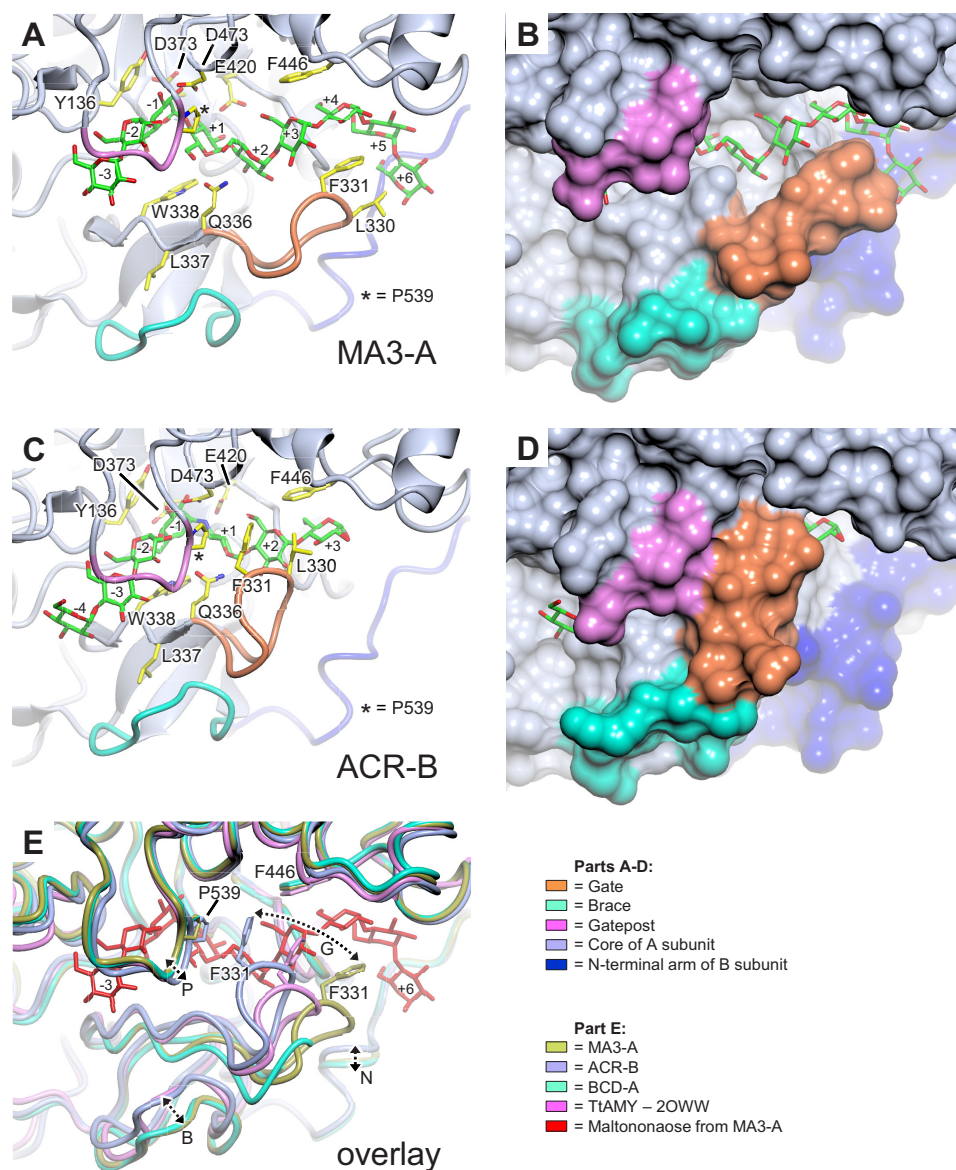 A
D373
D473
E420
F446
Y136
-1
-2
-3
*
+1
+2
+3
+4
+5
+6
F331
L330
W338
Q336
L337
* = P539
MA3-A
B
C
E420
D473
D373
F446
Y136
-1
-2
-3
-4
+1
*
+2
+3
L330
F331
W338
Q336
L337
* = P539
ACR-B
D
E
F446
P539
G
F331
F331
-3
P
+6
N
B
overlay
Parts A-D:
= Gate
= Brace
= Gatepost
= Core of A subunit
= N-terminal arm of B subunit
Part E:
= MA3-A
= ACR-B
= BCD-A
= TtAMY – 2OWW
= Maltononaose from MA3-A